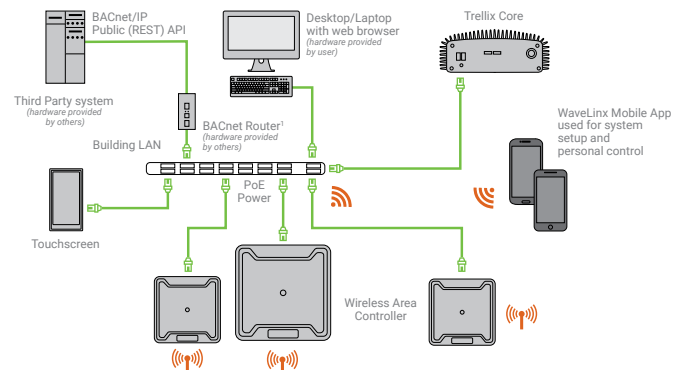 BACnet/IP
Public (REST) API
Desktop/Laptop
with web browser
(hardware provided
by user)
Trellix Core
Third Party system
(hardware provided
by others)
BACnet Router¹
(hardware provided
by others)
Building LAN
WaveLinx Mobile App
used for system
setup and
personal control
PoE
Power
Touchscreen
Wireless Area
Controller